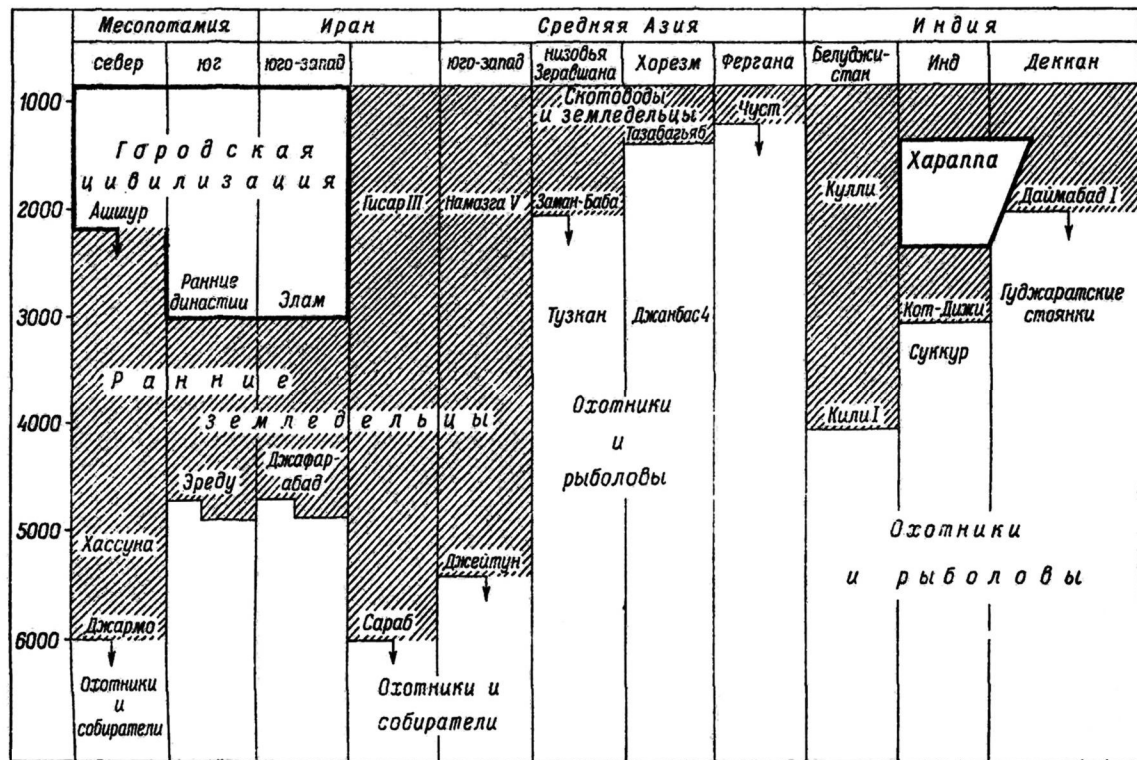 Месопотамия
Иран
Средняя Азия
Индия
север
юг
юго-запад
юго-запад
низовья
Зеравшана
Хорезм
Фергана
Белуджи-
стан
Инд
Деккан
1000
2000
3000
4000
5000
6000
Городская
цивилизация
Ашшур
Ранние
династии
Элам
Гисар III
Намазга V
Скотоводы
и земледельцы
Тазабагъяб
Чуст
Заман-Баба
Кулли
Хараппа
Даймабад I
Тузкан
Джанбас 4
Кот-Дижи
Суккур
Гуджаратские
стоянки
Ранние
земледельцы
Охотники
и
рыболовы
Кили I
Эреду
Джафар-
абад
Хассуна
Джейтун
Охотники
и рыболовы
Джармо
Сараб
Охотники
и
собиратели
Охотники и
собиратели